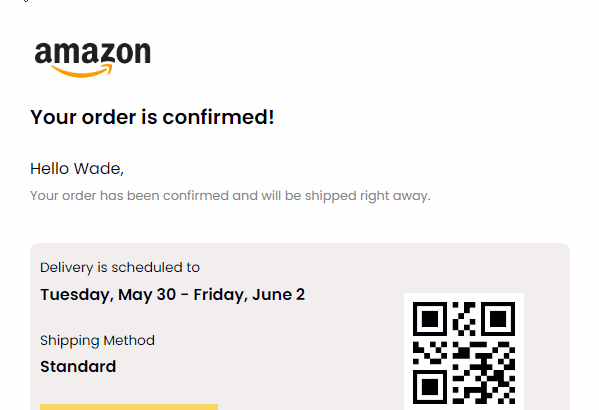 amazon
Your order is confirmed!
Hello Wade,
Your order has been confirmed and will be shipped right away.
Delivery is scheduled to
Tuesday, May 30 - Friday, June 2
Shipping Method
Standard